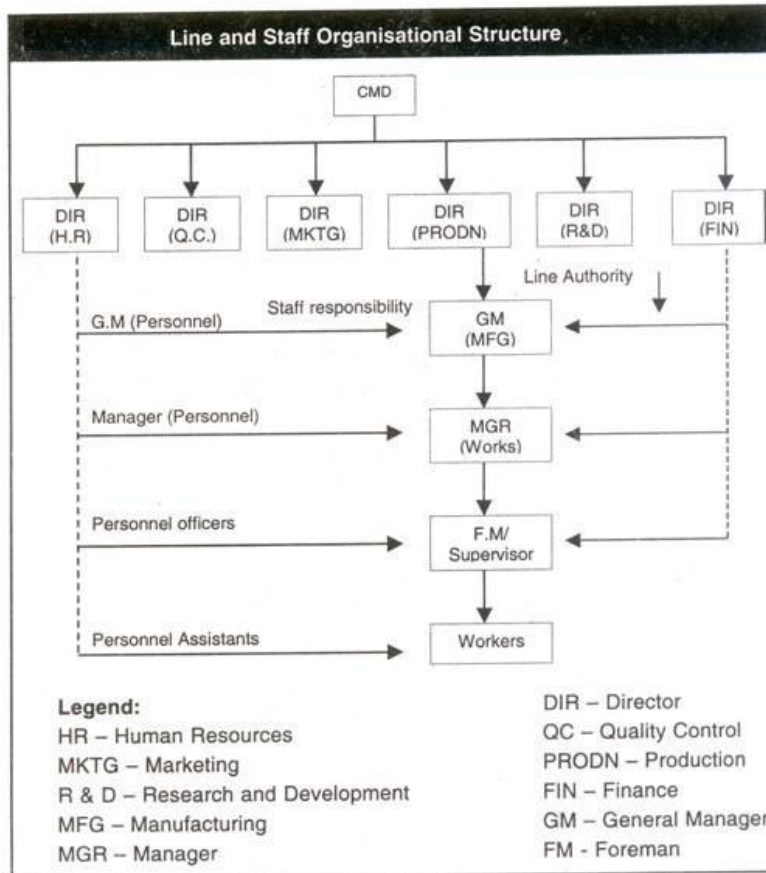 Line and Staff Organisational Structure
CMD
DIR
(H.R)
DIR
(Q.C.)
DIR
(MKTG)
DIR
(PRODN)
DIR
(R&D)
DIR
(FIN)
Line Authority
Staff responsibility
G.M (Personnel)
GM
(MFG)
Manager (Personnel)
MGR
(Works)
Personnel officers
F.M/
Supervisor
Personnel Assistants
Workers
Legend:
HR – Human Resources
MKTG – Marketing
R & D – Research and Development
MFG – Manufacturing
MGR – Manager
DIR – Director
QC – Quality Control
PRODN – Production
FIN – Finance
GM – General Manager
FM - Foreman